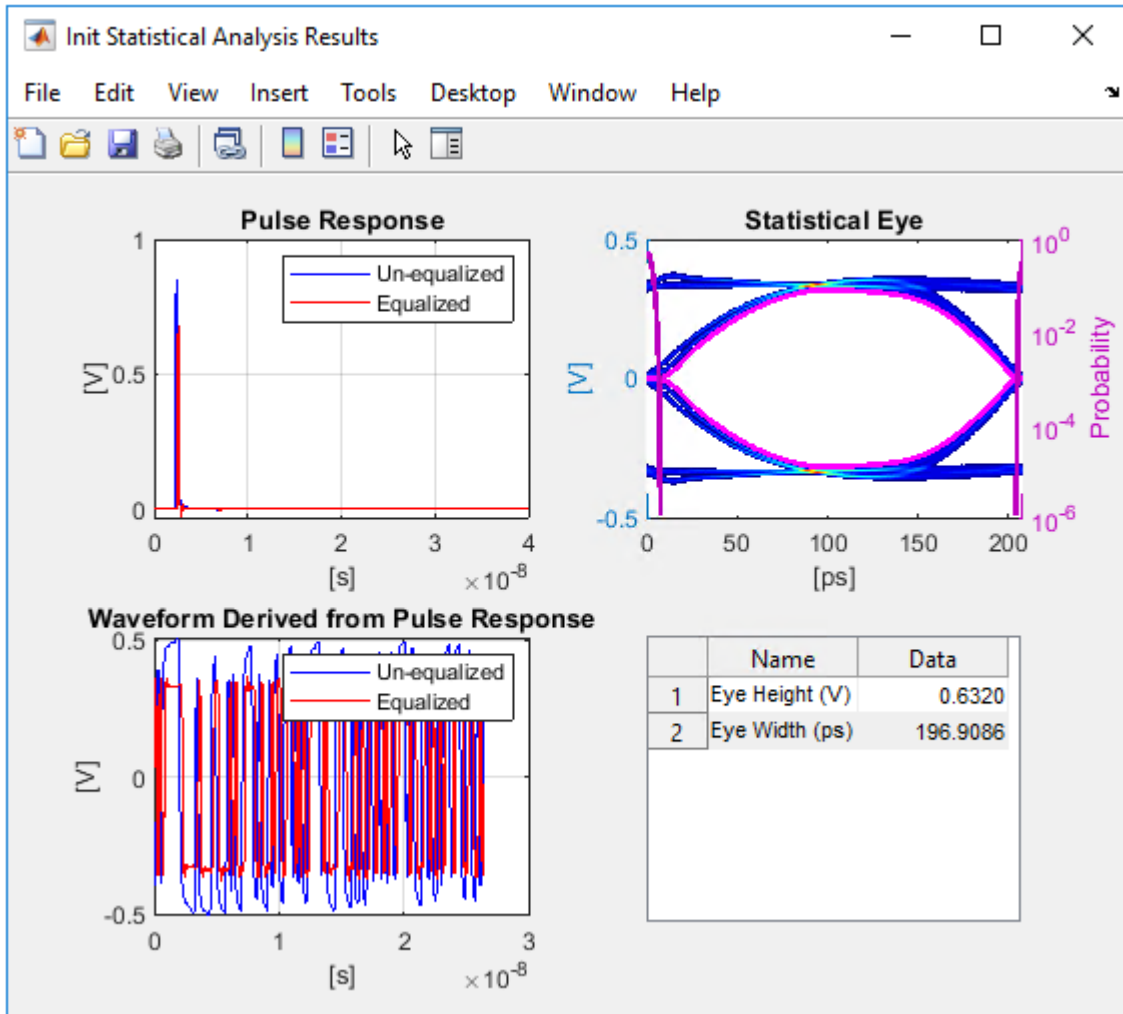 Init Statistical Analysis Results
File Edit View Insert Tools Desktop Window Help
Pulse Response
1
0.5
0
[V]
Un-equalized
Equalized
0 1 2 3 4
[s]
×10⁻⁸
Statistical Eye
0.5
0
-0.5
[V]
10⁰
10⁻²
10⁻⁴
10⁻⁶
Probability
0 50 100 150 200
[ps]
Waveform Derived from Pulse Response
0.5
0
-0.5
[V]
Un-equalized
Equalized
0 1 2 3
[s]
×10⁻⁸
Name Data
1 Eye Height (V) 0.6320
2 Eye Width (ps) 196.9086